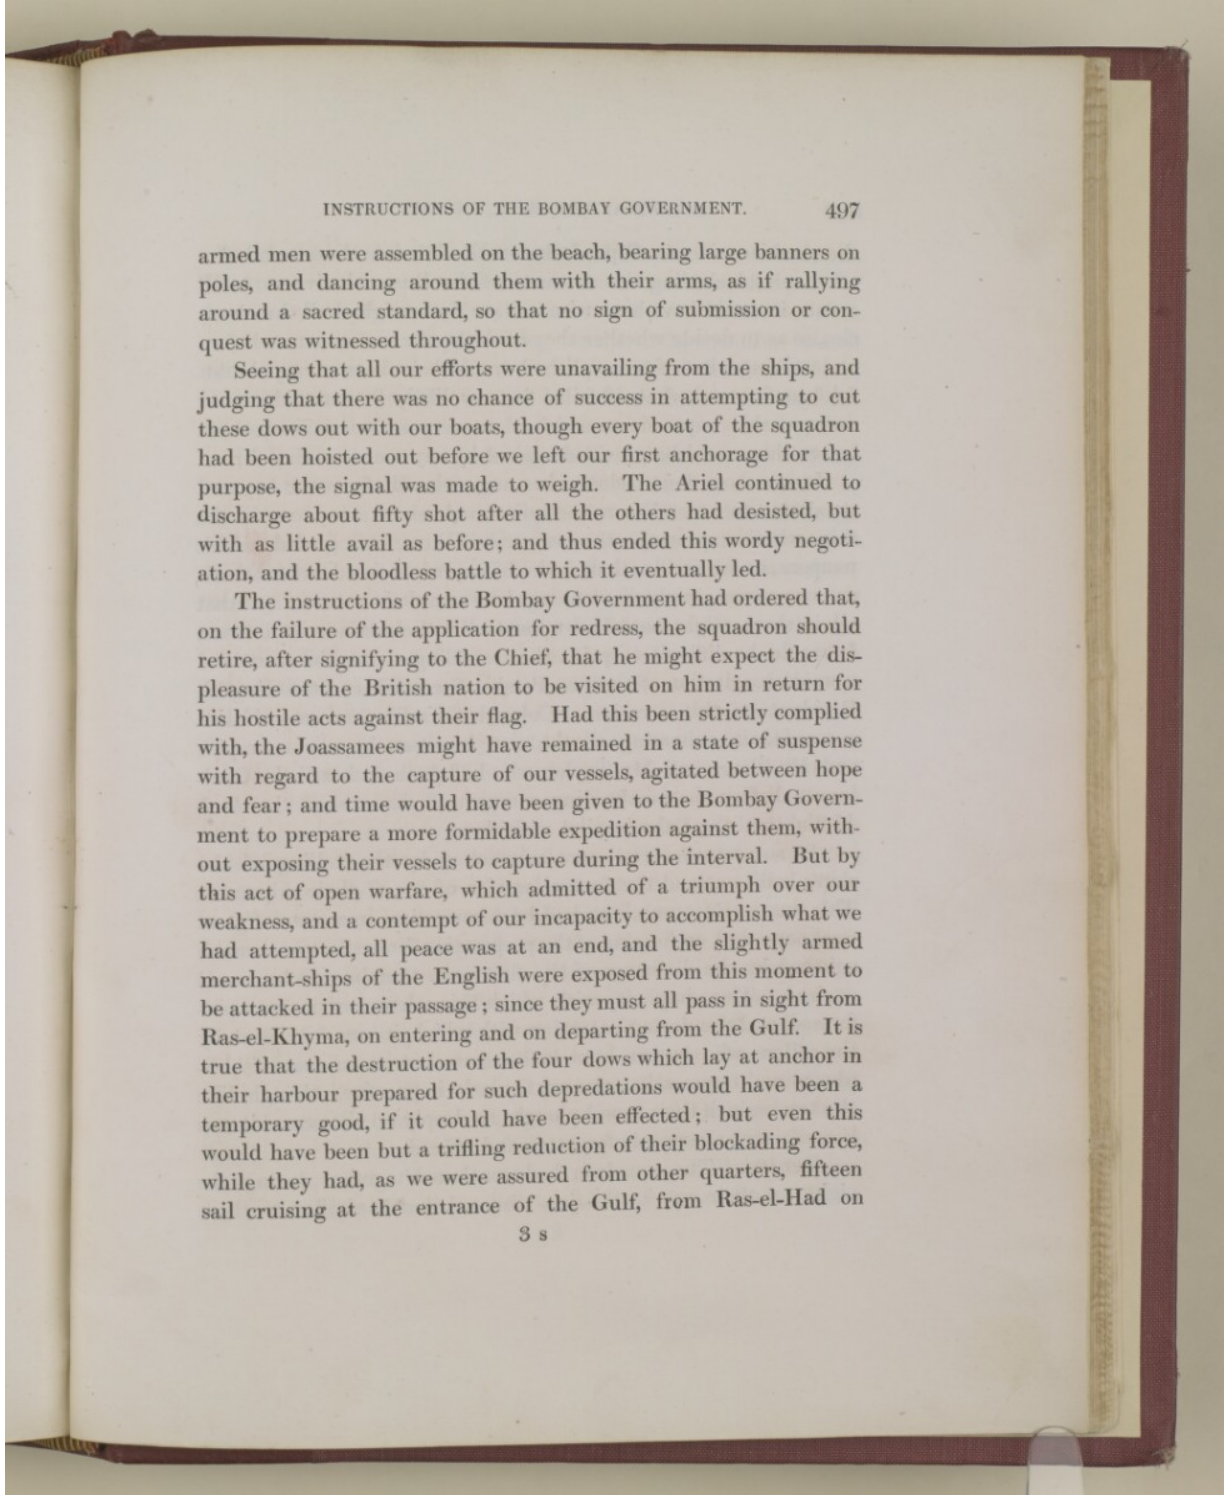 INSTRUCTIONS OF THE BOMBAY GOVERNMENT. 497
armed men were assembled on the beach, bearing large banners on
poles, and dancing around them with their arms, as if rallying
around a sacred standard, so that no sign of submission or con-
quest was witnessed throughout.
Seeing that all our efforts were unavailing from the ships, and
judging that there was no chance of success in attempting to cut
these dows out with our boats, though every boat of the squadron
had been hoisted out before we left our first anchorage for that
purpose, the signal was made to weigh. The Ariel continued to
discharge about fifty shot after all the others had desisted, but
with as little avail as before; and thus ended this wordy negoti-
ation, and the bloodless battle to which it eventually led.
The instructions of the Bombay Government had ordered that,
on the failure of the application for redress, the squadron should
retire, after signifying to the Chief, that he might expect the dis-
pleasure of the British nation to be visited on him in return for
his hostile acts against their flag. Had this been strictly complied
with, the Joassamees might have remained in a state of suspense
with regard to the capture of our vessels, agitated between hope
and fear; and time would have been given to the Bombay Govern-
ment to prepare a more formidable expedition against them, with-
out exposing their vessels to capture during the interval. But by
this act of open warfare, which admitted of a triumph over our
weakness, and a contempt of our incapacity to accomplish what we
had attempted, all peace was at an end, and the slightly armed
merchant-ships of the English were exposed from this moment to
be attacked in their passage; since they must all pass in sight from
Ras-el-Khyma, on entering and on departing from the Gulf. It is
true that the destruction of the four dows which lay at anchor in
their harbour prepared for such depredations would have been a
temporary good, if it could have been effected; but even this
would have been but a trifling reduction of their blockading force,
while they had, as we were assured from other quarters, fifteen
sail cruising at the entrance of the Gulf, from Ras-el-Had on
3 s